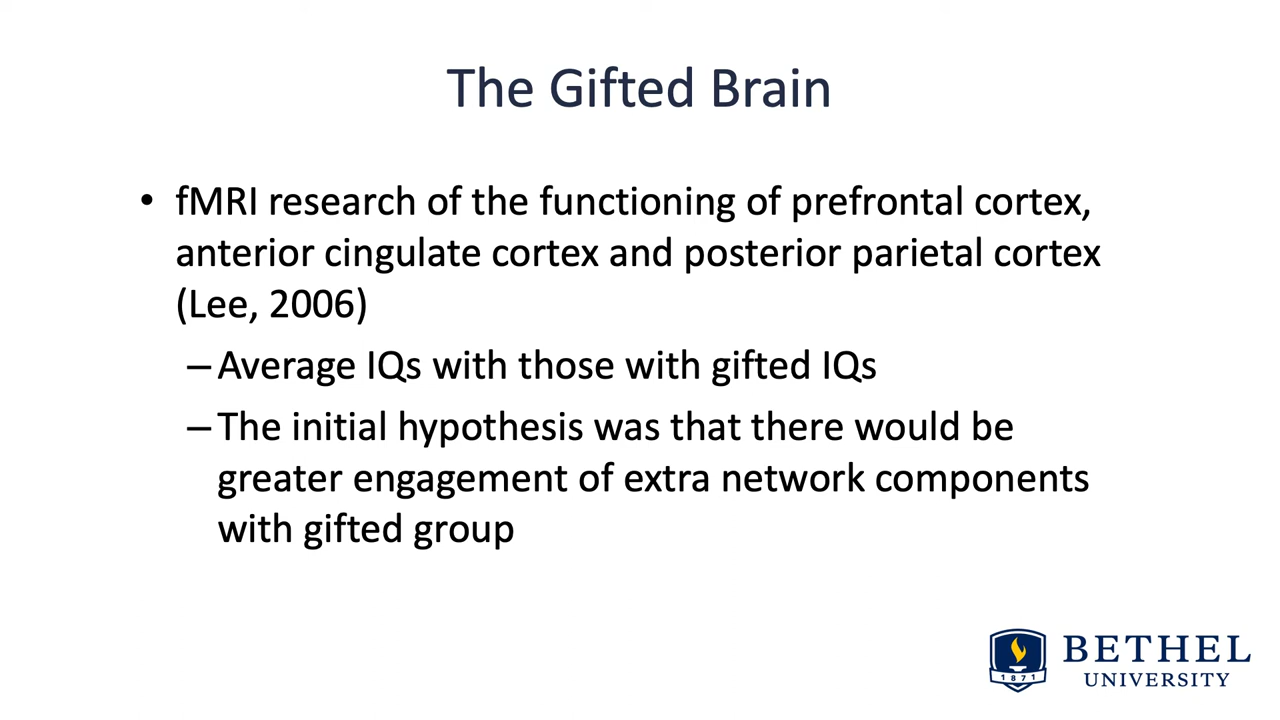 The Gifted Brain
• fMRI research of the functioning of prefrontal cortex,
anterior cingulate cortex and posterior parietal cortex
(Lee, 2006)
– Average IQs with those with gifted IQs
– The initial hypothesis was that there would be
greater engagement of extra network components
with gifted group
1871
BETHEL
UNIVERSITY